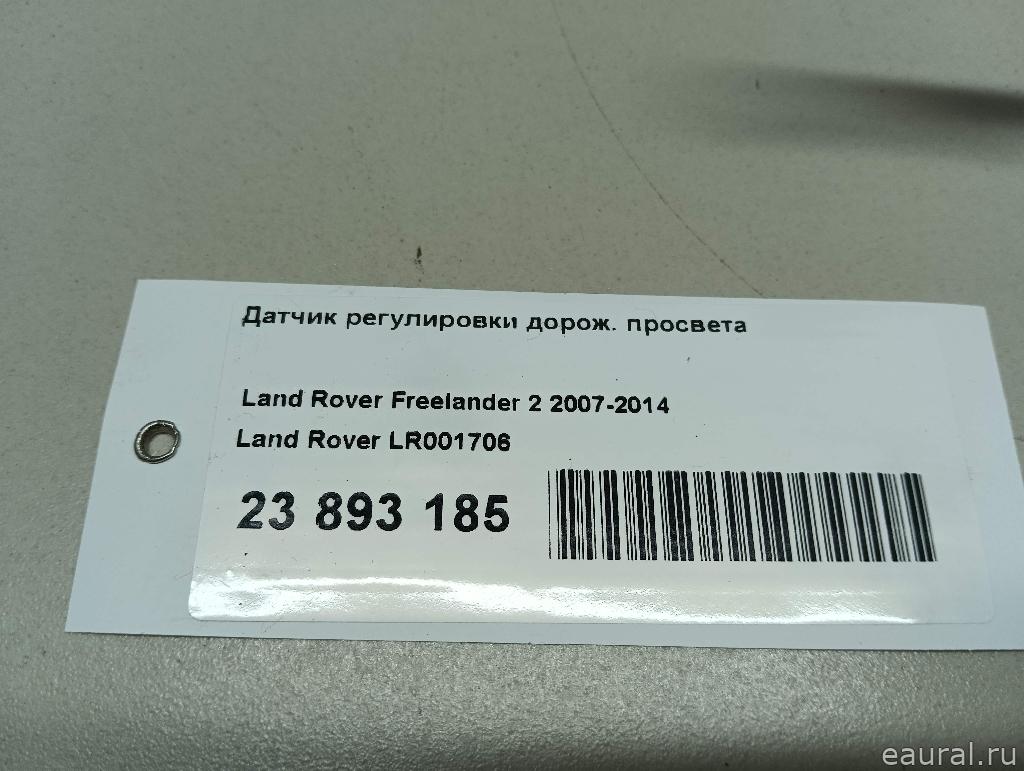 Датчик регулировки дорож. просвета
Land Rover Freelander 2 2007-2014
Land Rover LR001706
23 893 185
eaural.ru